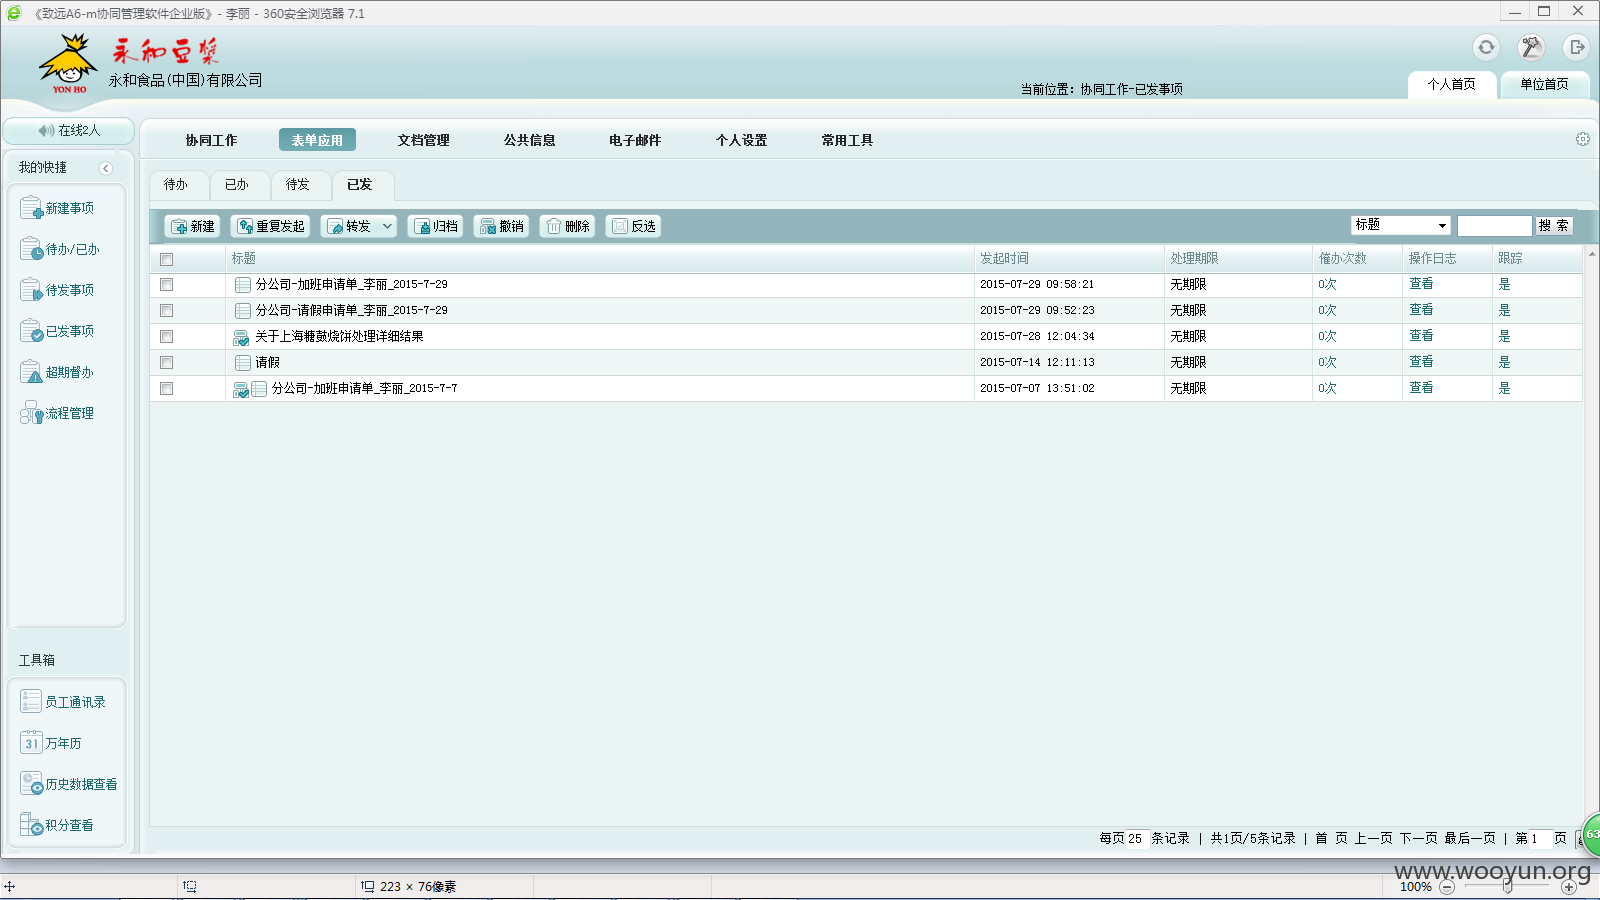 《致远A6-m协同管理软件企业版》- 李丽 - 360安全浏览器 7.1
永和豆浆
YON HO
永和食品(中国)有限公司
当前位置：协同工作-已发事项
个人首页
单位首页
在线2人
协同工作
表单应用
文档管理
公共信息
电子邮件
个人设置
常用工具
我的快捷
待办
已办
待发
已发
新建
重复发起
转发
归档
撤销
删除
反选
标题
搜 索
标题
发起时间
处理期限
催办次数
操作日志
跟踪
分公司-加班申请单_李丽_2015-7-29
2015-07-29 09:58:21
无期限
0次
查看
是
分公司-请假申请单_李丽_2015-7-29
2015-07-29 09:52:23
无期限
0次
查看
是
关于上海糖鼓烧饼处理详细结果
2015-07-28 12:04:34
无期限
0次
查看
是
请假
2015-07-14 12:11:13
无期限
0次
查看
是
分公司-加班申请单_李丽_2015-7-7
2015-07-07 13:51:02
无期限
0次
查看
是
新建事项
待办/已办
待发事项
已发事项
超期督办
流程管理
工具箱
员工通讯录
31
万年历
历史数据查看
积分查看
每页 25 条记录 | 共1页/5条记录 | 首 页 上一页 下一页 最后一页 | 第 1 页
63
www.wooyun.org
223 × 76像素
100%